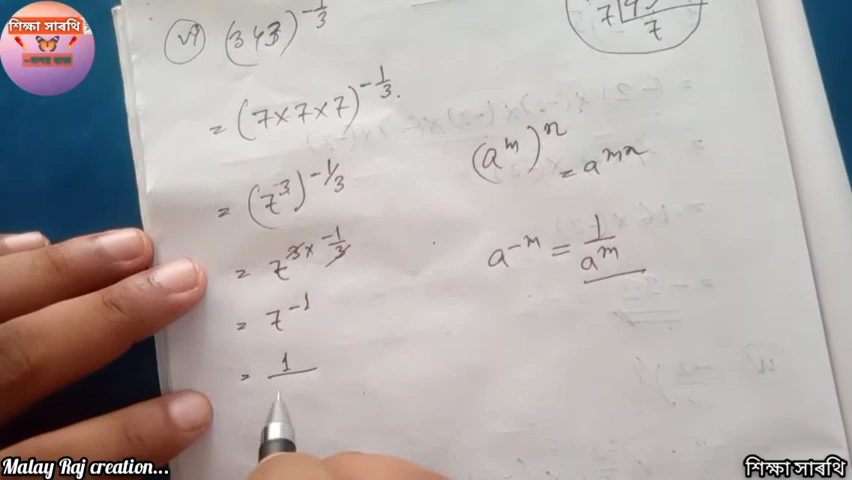 শিক্ষা সাৰথি
vi) (343)^{-1/3}
7
7
= (7×7×7)^{-1/3}.
(a^m)^n = a^{mn}
= (7^3)^{-1/3}
= 7^{3×-1/3}
a^{-m} = 1/a^m
= 7^{-1}
= 1
Malay Raj creation...
শিক্ষা সাৰথি